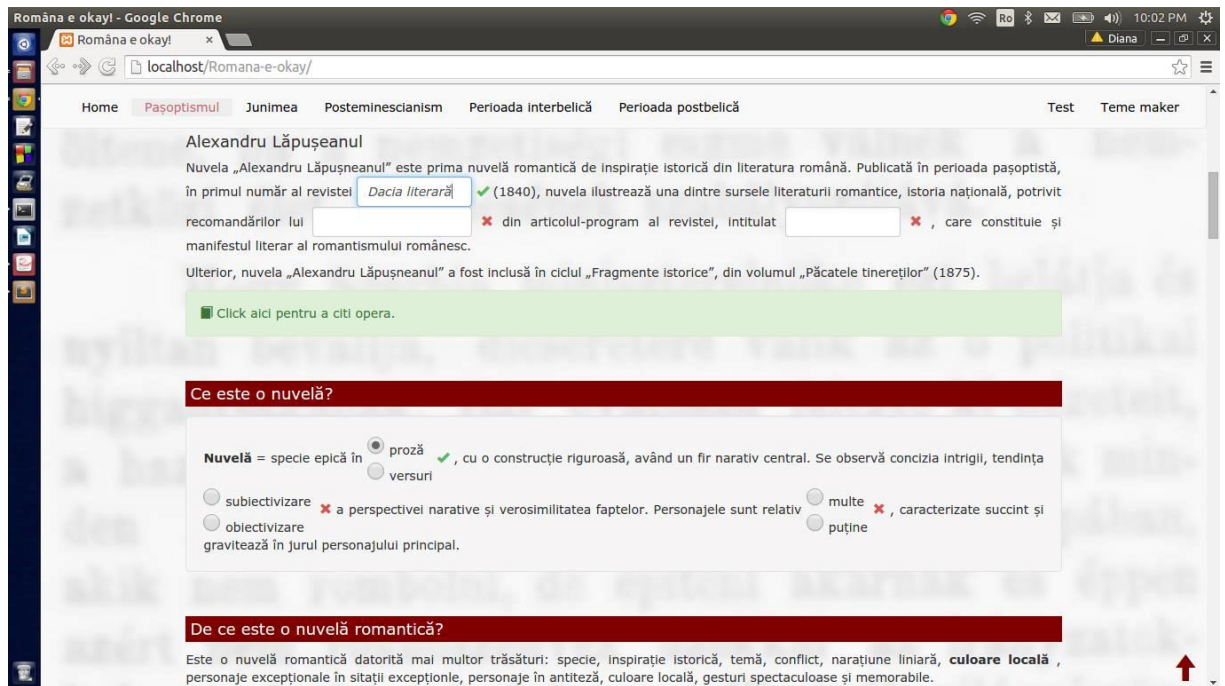 Româna e okay! - Google Chrome
Ro
10:02 PM
Româna e okay!
Diana
localhost/Romana-e-okay/
Home Pașoptismul Junimea Posteminescianism Perioada interbelică Perioada postbelică Test Teme maker
Alexandru Lăpușeanul
Nuvela „Alexandru Lăpușneanul” este prima nuvelă romantică de inspirație istorică din literatura română. Publicată în perioada pașoptistă,
în primul număr al revistei Dacia literară (1840), nuvela ilustrează una dintre sursele literaturii romantice, istoria națională, potrivit
recomandărilor lui din articolul-program al revistei, intitulat , care constituie și
manifestul literar al romantismului românesc.
Ulterior, nuvela „Alexandru Lăpușneanul” a fost inclusă în ciclul „Fragmente istorice”, din volumul „Păcatele tinereților” (1875).
Click aici pentru a citi opera.
Ce este o nuvelă?
Nuvelă = specie epică în proză versuri , cu o construcție riguroasă, având un fir narativ central. Se observă concizia intrigii, tendința
subiectivizare obiectivizare a perspectivei narative și verosimilitatea faptelor. Personajele sunt relativ multe puține , caracterizate succint și
gravitează în jurul personajului principal.
De ce este o nuvelă romantică?
Este o nuvelă romantică datorită mai multor trăsături: specie, inspirație istorică, temă, conflict, narațiune liniară, culoare locală ,
personaje excepționale în sitații excepționle, personaje în antiteză, culoare locală, gesturi spectaculoase și memorabile.